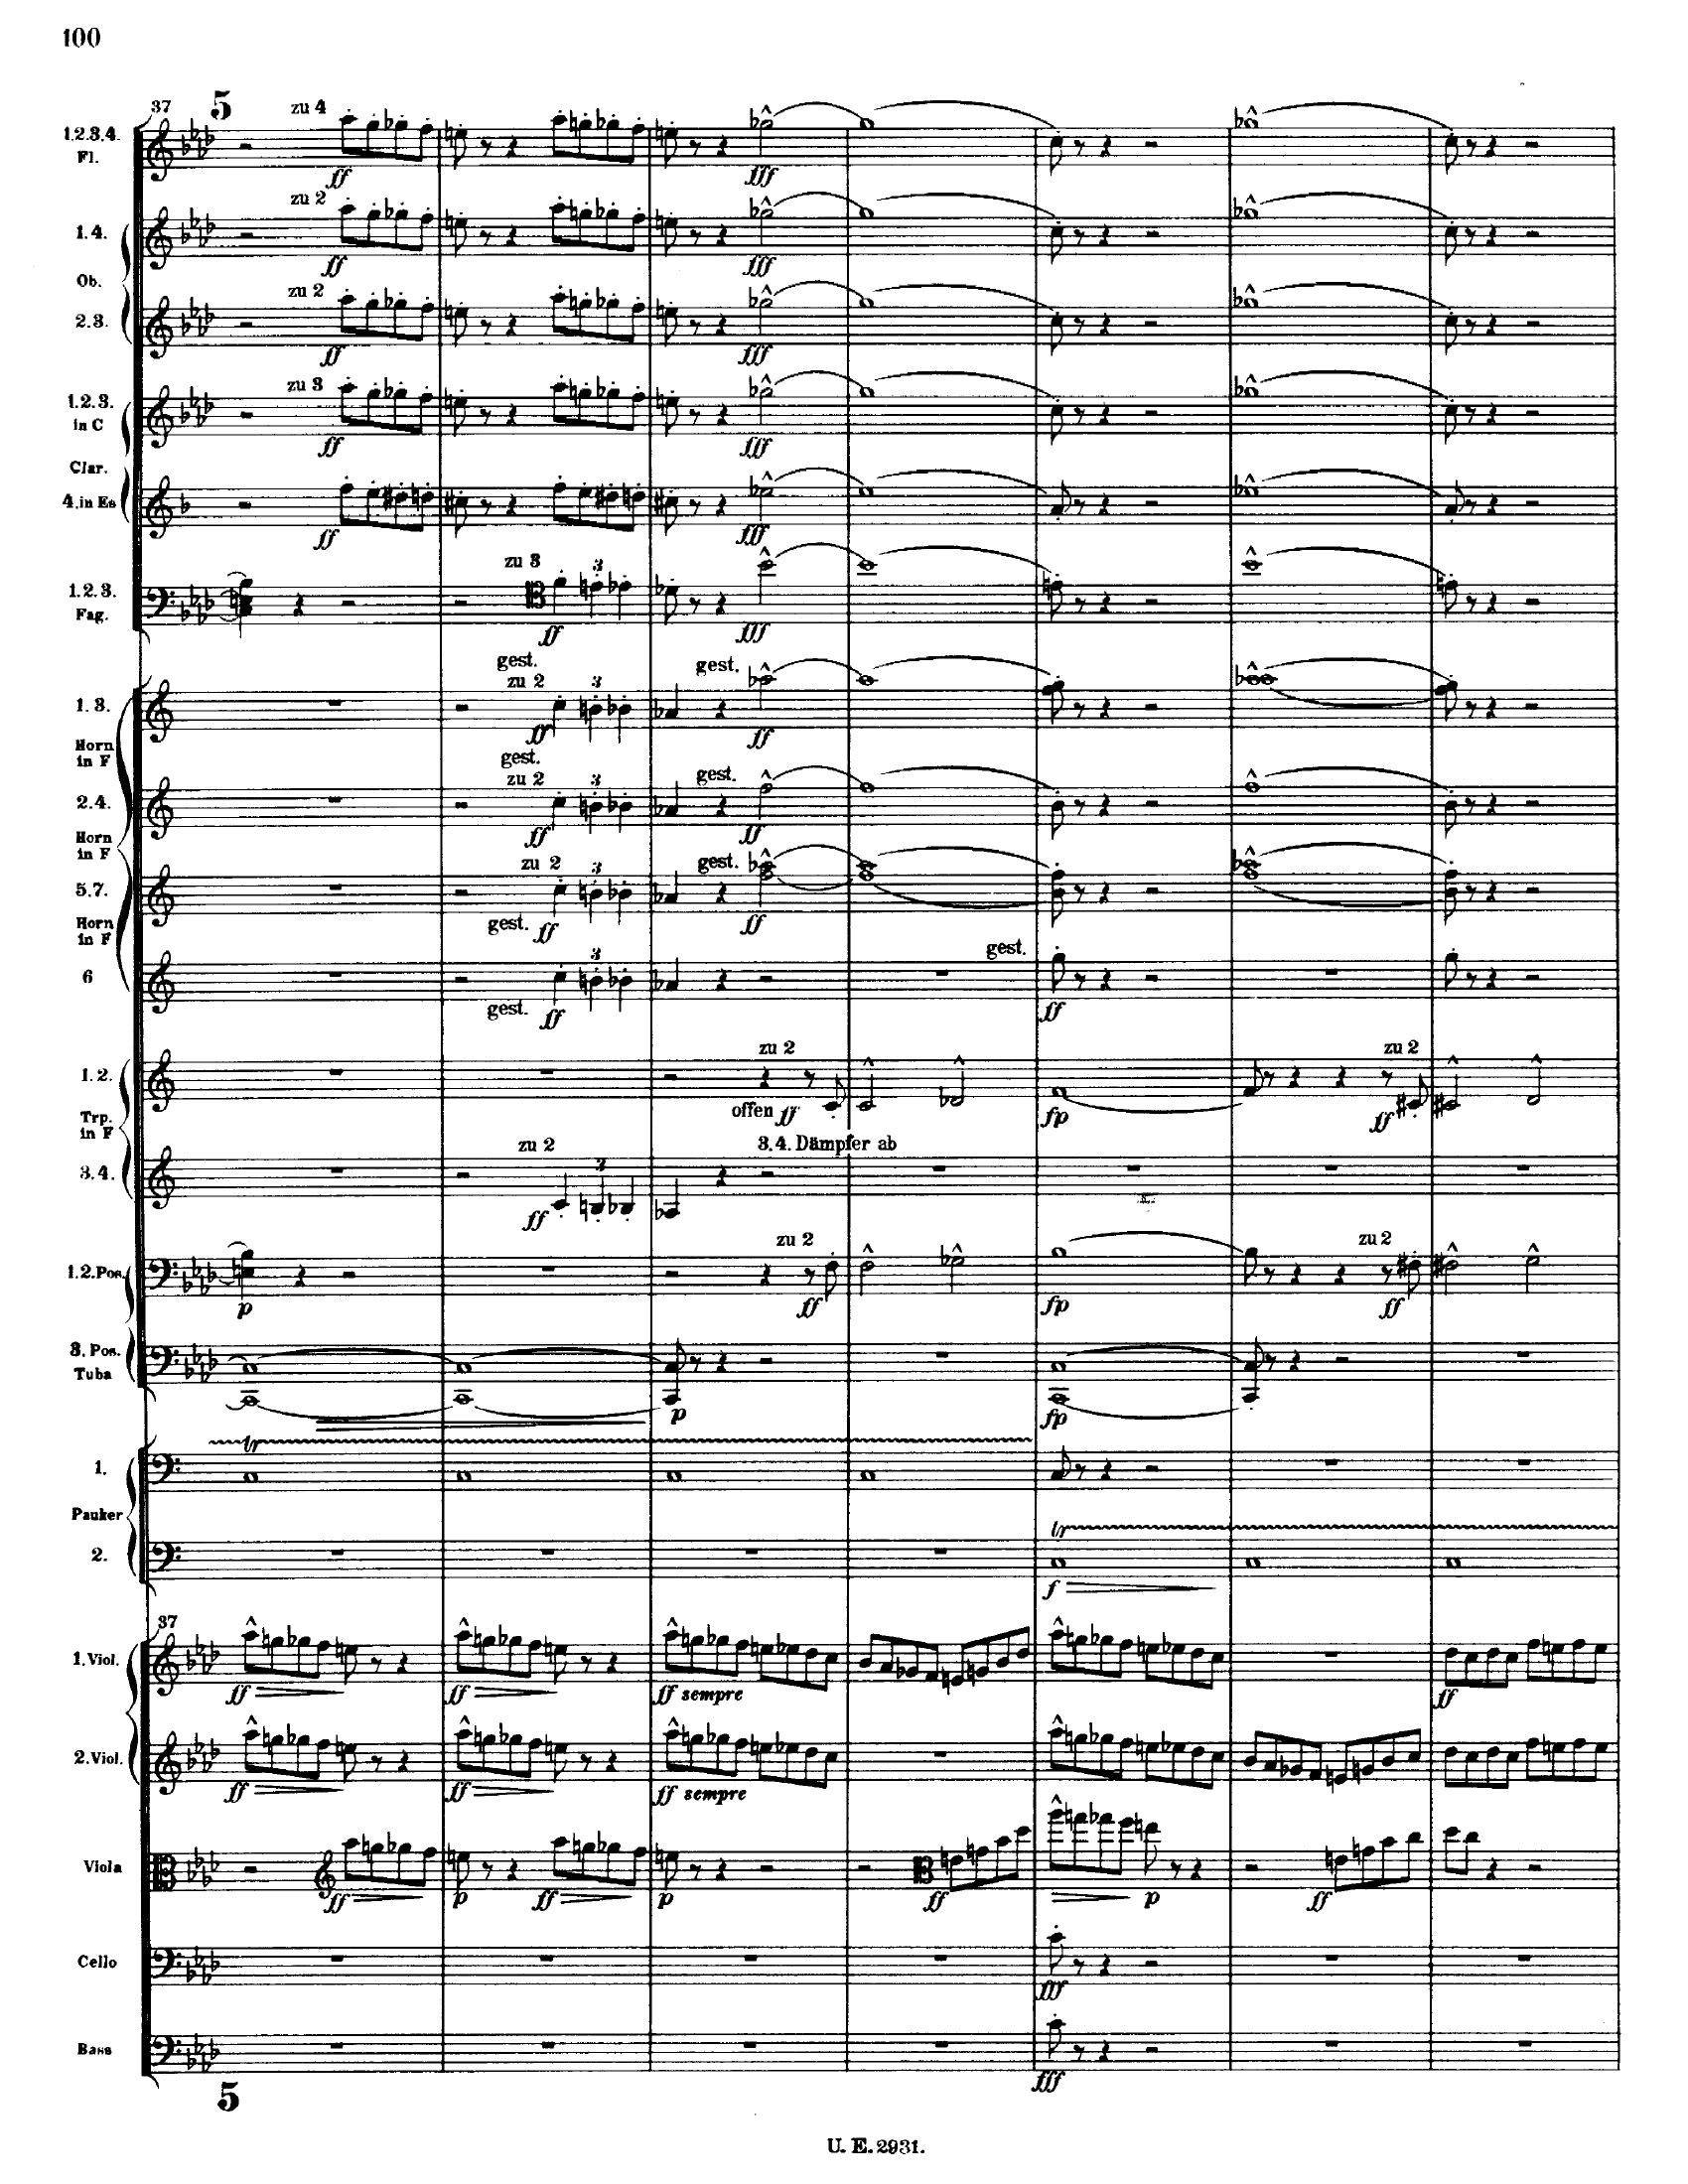 100
37 5 zu 4
1.2.3.4.
Fl.
ff fff
zu 2
1.4.
ff fff
Ob.
zu 2
2.3.
ff fff
zu 3
1.2.3.
in C
ff fff
Clar.
4. in Es
ff fff
zu 3
1.2.3.
Fag.
3
ff fff
gest. gest.
zu 2 3
1.3.
ff ff
Horn
in F
gest. gest.
zu 2 3
2.4.
ff ff
Horn
in F
zu 2 3 gest.
5.7.
gest. ff ff
Horn
in F
3 gest.
6
gest. ff ff
zu 2 zu 2
1.2.
offen ff fp ff
Trp.
in F
zu 2 3 3.4. Dämpfer ab
3.4.
ff
zu 2 zu 2
1.2.Pos.
p ff fp ff
3. Pos.
Tuba
p fp
tr
1.
Pauker
tr
2.
f
37
1.Viol.
ff ff ff sempre ff
2.Viol.
ff ff ff sempre
Viola
ff p ff p ff p ff
Cello
fff
Bass
fff
5
U. E. 2931.